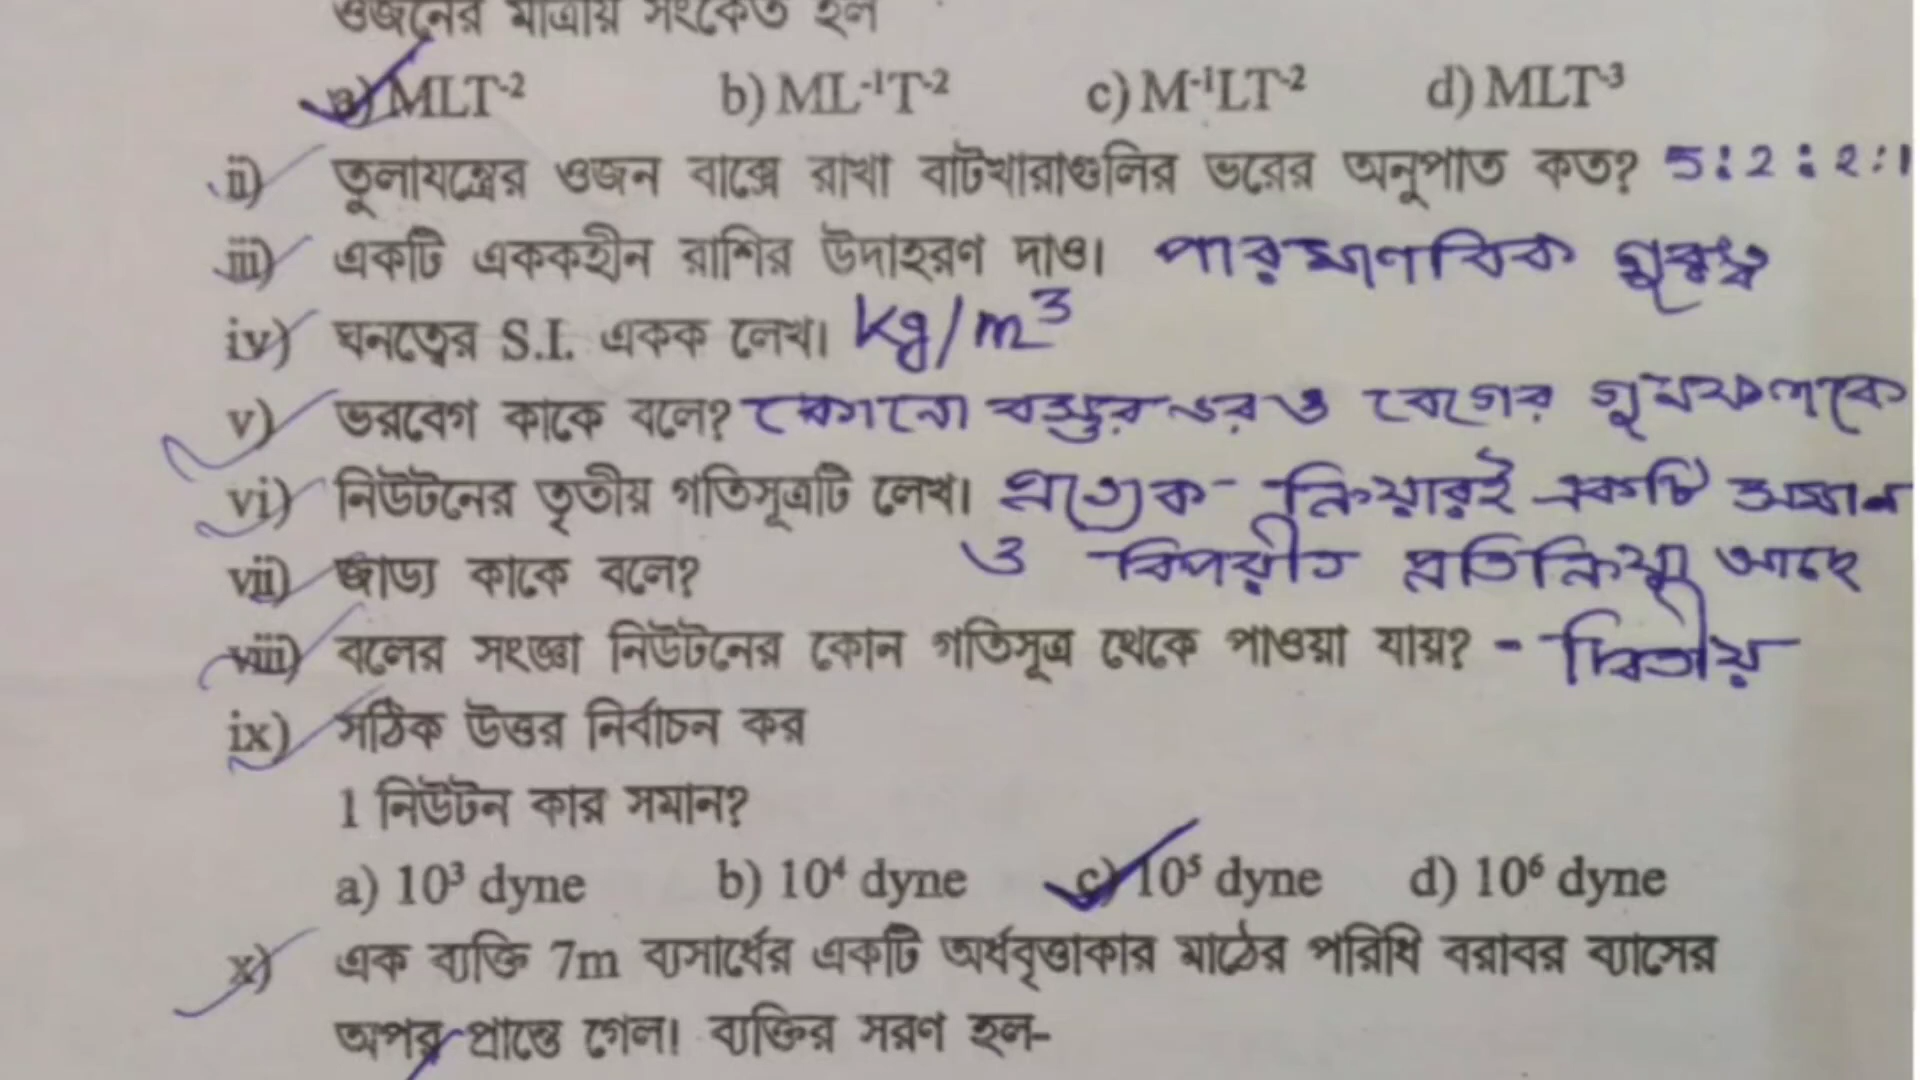 ওজনের মাত্রীয় সংকেত হল
a) MLT-2 b) ML-1T-2 c) M-1LT-2 d) MLT-3
ii) তুলাযন্ত্রের ওজন বাক্সে রাখা বাটখারাগুলির ভরের অনুপাত কত? 5:2:2:1
iii) একটি এককহীন রাশির উদাহরণ দাও। পারমাণবিক গুরুত্ব
iv) ঘনত্বের S.I. একক লেখ। kg/m³
v) ভরবেগ কাকে বলে? কোনো বস্তুর ভর ও বেগের গুনফলকে
vi) নিউটনের তৃতীয় গতিসূত্রটি লেখ। প্রত্যেক ক্রিয়ারই একটি সমান
vii) জাড্য কাকে বলে? ও বিপরীত প্রতিক্রিয়া আছে
viii) বলের সংজ্ঞা নিউটনের কোন গতিসূত্র থেকে পাওয়া যায়? - দ্বিতীয়
ix) সঠিক উত্তর নির্বাচন কর
1 নিউটন কার সমান?
a) 10³ dyne b) 10⁴ dyne c) 10⁵ dyne d) 10⁶ dyne
x) এক ব্যক্তি 7m ব্যসার্ধের একটি অর্ধবৃত্তাকার মাঠের পরিধি বরাবর ব্যাসের
অপর প্রান্তে গেল। ব্যক্তির সরণ হল-